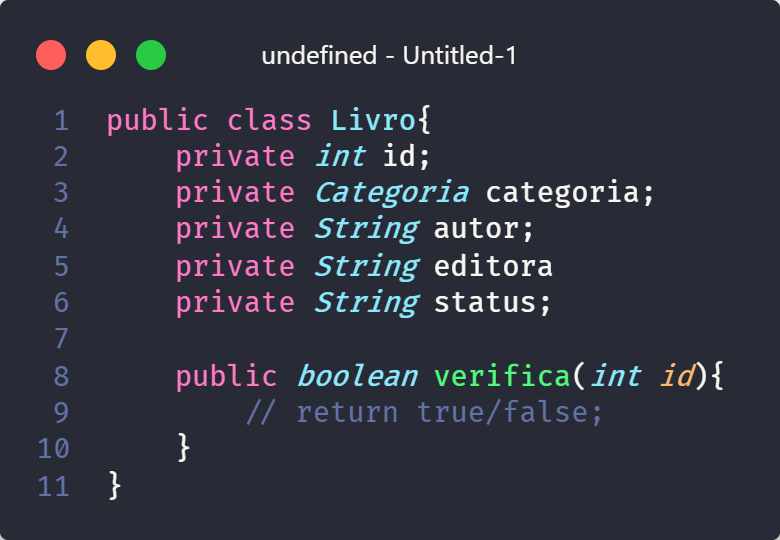 undefined - Untitled-1
1 public class Livro{
2     private int id;
3     private Categoria categoria;
4     private String autor;
5     private String editora
6     private String status;
7
8     public boolean verifica(int id){
9         // return true/false;
10     }
11 }